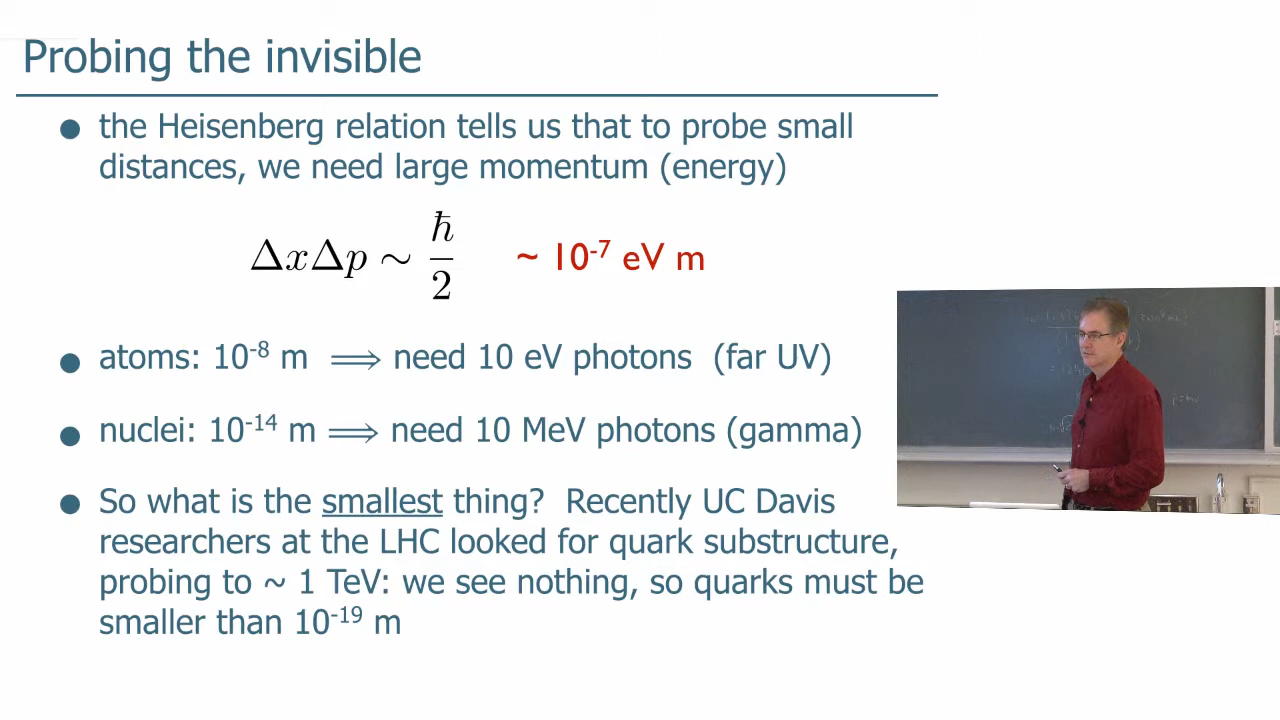 Probing the invisible
● the Heisenberg relation tells us that to probe small
distances, we need large momentum (energy)
ΔxΔp ∼ ℏ/2 ~ 10⁻⁷ eV m
● atoms: 10⁻⁸ m ⟹ need 10 eV photons (far UV)
● nuclei: 10⁻¹⁴ m ⟹ need 10 MeV photons (gamma)
● So what is the smallest thing? Recently UC Davis
researchers at the LHC looked for quark substructure,
probing to ~ 1 TeV: we see nothing, so quarks must be
smaller than 10⁻¹⁹ m